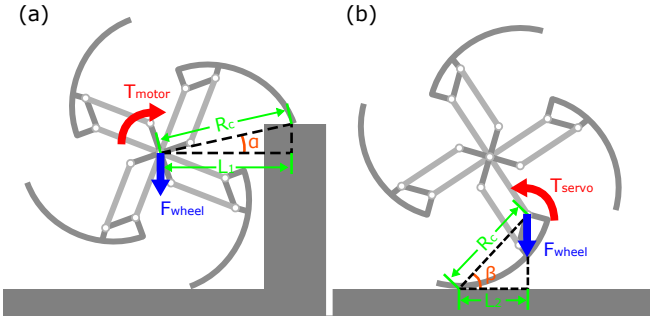 (a)
(b)
Tmotor
Rc
α
L1
Fwheel
Tservo
Rc
Fwheel
β
L2